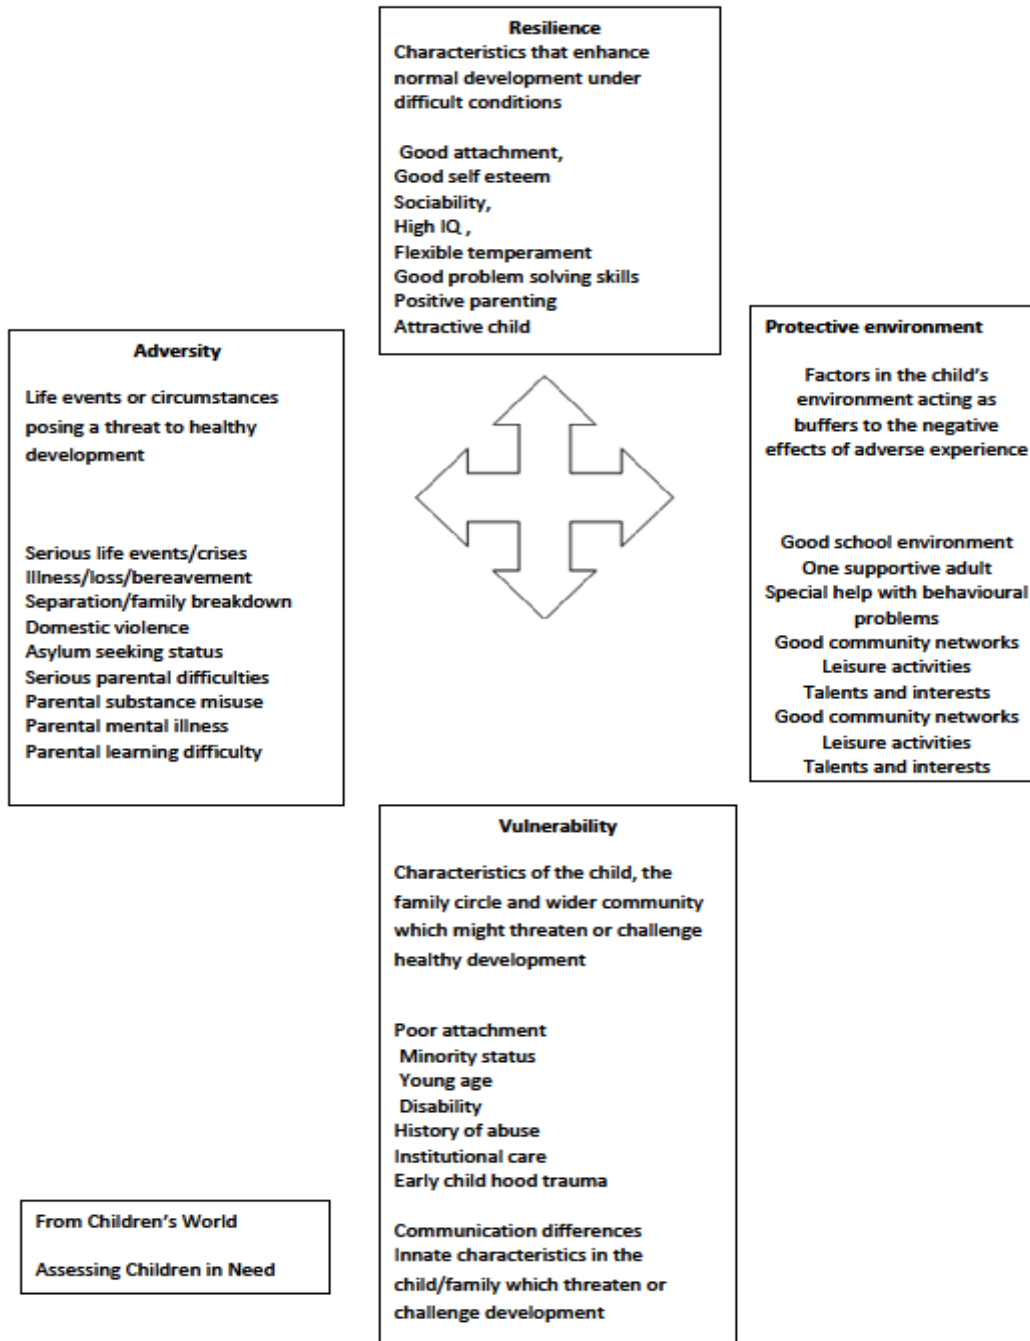 Resilience
Characteristics that enhance
normal development under
difficult conditions
Good attachment,
Good self esteem
Sociability,
High IQ ,
Flexible temperament
Good problem solving skills
Positive parenting
Attractive child
Adversity
Life events or circumstances
posing a threat to healthy
development
Serious life events/crises
Illness/loss/bereavement
Separation/family breakdown
Domestic violence
Asylum seeking status
Serious parental difficulties
Parental substance misuse
Parental mental illness
Parental learning difficulty
Protective environment
Factors in the child's
environment acting as
buffers to the negative
effects of adverse experience
Good school environment
One supportive adult
Special help with behavioural
problems
Good community networks
Leisure activities
Talents and interests
Good community networks
Leisure activities
Talents and interests
Vulnerability
Characteristics of the child, the
family circle and wider community
which might threaten or challenge
healthy development
Poor attachment
Minority status
Young age
Disability
History of abuse
Institutional care
Early child hood trauma
Communication differences
Innate characteristics in the
child/family which threaten or
challenge development
From Children's World
Assessing Children in Need